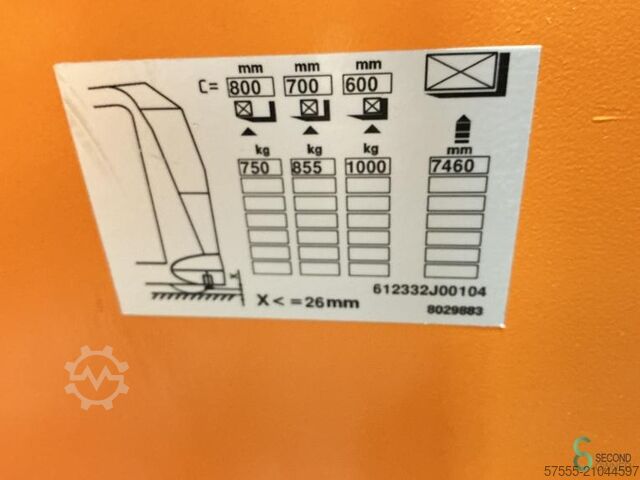 mm mm mm
C= 800 700 600
kg kg kg mm
750 855 1000 7460
x
X <= 26mm
612332J00104
8029883
SECOND
57555-21044597